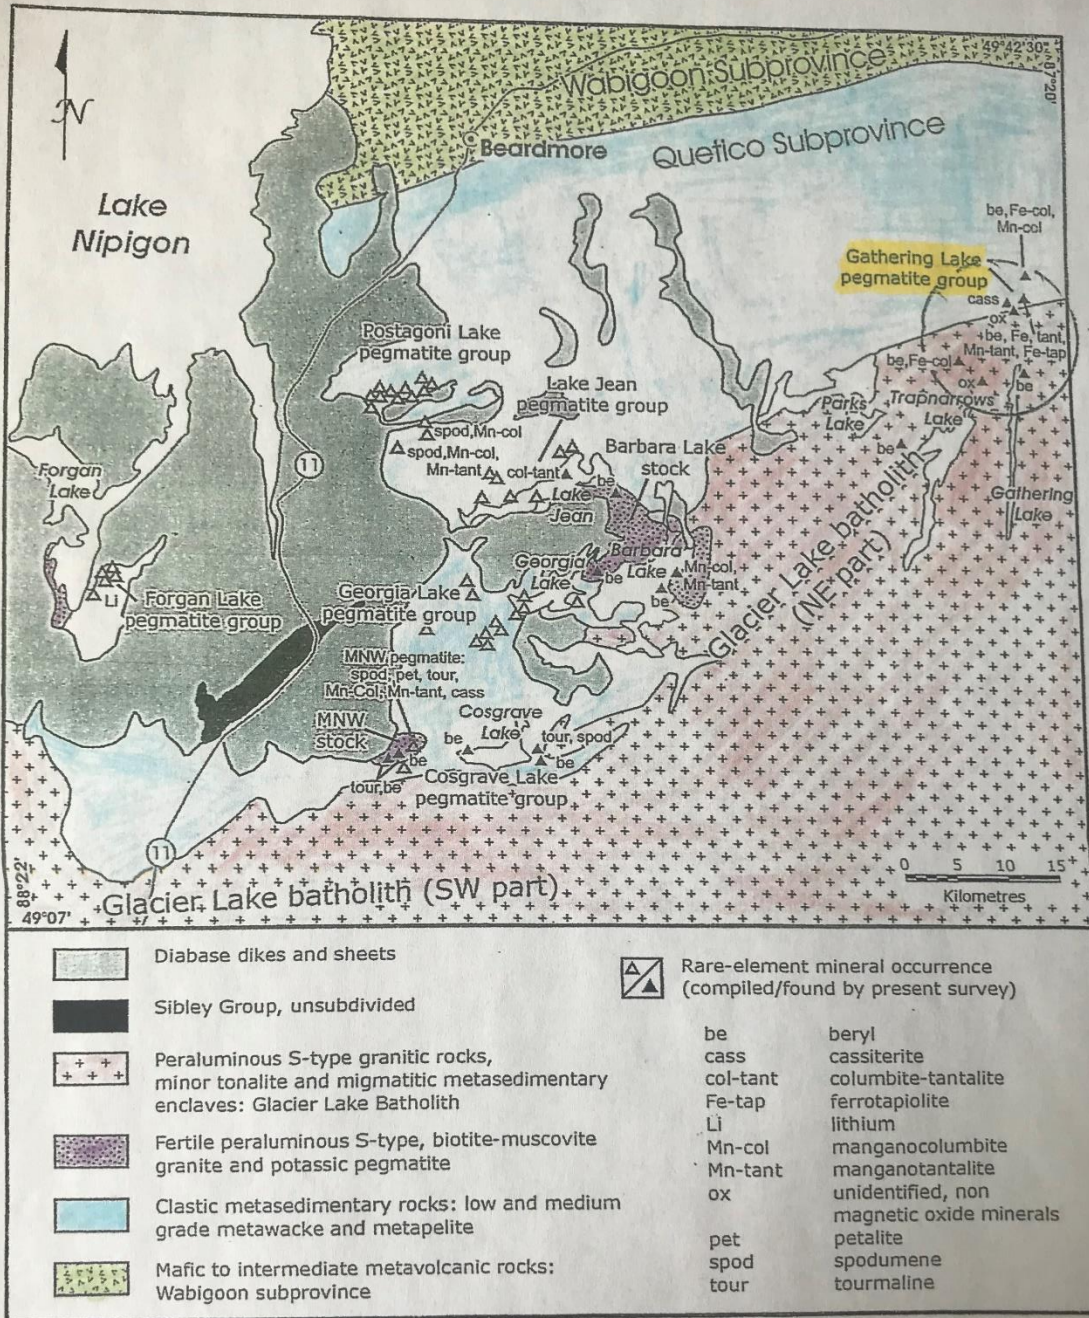 Wabigoon Subprovince
49°42'30"
87°20'
N
Beardmore
Quetico Subprovince
Lake
Nipigon
be, Fe-col,
Mn-col
Gathering Lake
pegmatite group
cass
ox
be, Fe, tant,
Mn-tant, Fe-tap
be,Fe-col
ox
be
Postagoni Lake
pegmatite group
Lake Jean
pegmatite group
Parks
Lake
Trapnarrows
Lake
be
spod,Mn-col
spod,Mn-col,
Mn-tant
col-tant
be
Barbara Lake
stock
11
Forgan
Lake
Lake
Jean
Gathering
Lake
Georgia
Lake
be
Barbara
Lake
Mn-col,
Mn-tant
be
Li
Forgan Lake
pegmatite group
Georgia Lake
pegmatite group
Glacier Lake batholith
(NE part)
MNW pegmatite:
spod, pet, tour,
Mn-Col, Mn-tant, cass
MNW
stock
be
tour,be
Cosgrave
Lake
be
tour, spod
be
Cosgrave Lake
pegmatite group
11
0 5 10 15
Kilometres
88°22'
49°07'
Glacier Lake batholith (SW part)
Diabase dikes and sheets
Sibley Group, unsubdivided
Peraluminous S-type granitic rocks,
minor tonalite and migmatitic metasedimentary
enclaves: Glacier Lake Batholith
Fertile peraluminous S-type, biotite-muscovite
granite and potassic pegmatite
Clastic metasedimentary rocks: low and medium
grade metawacke and metapelite
Mafic to intermediate metavolcanic rocks:
Wabigoon subprovince
Rare-element mineral occurrence
(compiled/found by present survey)
be beryl
cass cassiterite
col-tant columbite-tantalite
Fe-tap ferrotapiolite
Li lithium
Mn-col manganocolumbite
Mn-tant manganotantalite
ox unidentified, non
magnetic oxide minerals
pet petalite
spod spodumene
tour tourmaline